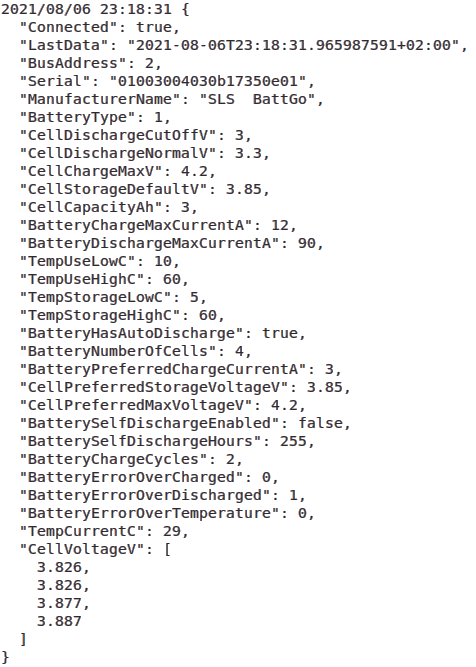 2021/08/06 23:18:31 {
  "Connected": true,
  "LastData": "2021-08-06T23:18:31.965987591+02:00",
  "BusAddress": 2,
  "Serial": "01003004030b17350e01",
  "ManufacturerName": "SLS  BattGo",
  "BatteryType": 1,
  "CellDischargeCutOffV": 3,
  "CellDischargeNormalV": 3.3,
  "CellChargeMaxV": 4.2,
  "CellStorageDefaultV": 3.85,
  "CellCapacityAh": 3,
  "BatteryChargeMaxCurrentA": 12,
  "BatteryDischargeMaxCurrentA": 90,
  "TempUseLowC": 10,
  "TempUseHighC": 60,
  "TempStorageLowC": 5,
  "TempStorageHighC": 60,
  "BatteryHasAutoDischarge": true,
  "BatteryNumberOfCells": 4,
  "BatteryPreferredChargeCurrentA": 3,
  "CellPreferredStorageVoltageV": 3.85,
  "CellPreferredMaxVoltageV": 4.2,
  "BatterySelfDischargeEnabled": false,
  "BatterySelfDischargeHours": 255,
  "BatteryChargeCycles": 2,
  "BatteryErrorOverCharged": 0,
  "BatteryErrorOverDischarged": 1,
  "BatteryErrorOverTemperature": 0,
  "TempCurrentC": 29,
  "CellVoltageV": [
    3.826,
    3.826,
    3.877,
    3.887
  ]
}